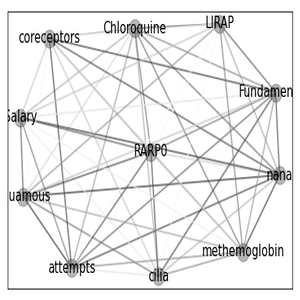 LIRAP
Chloroquine
coreceptors
Fundamen
Salary
RARP0
nana
uamous
methemoglobin
attempts
cilia